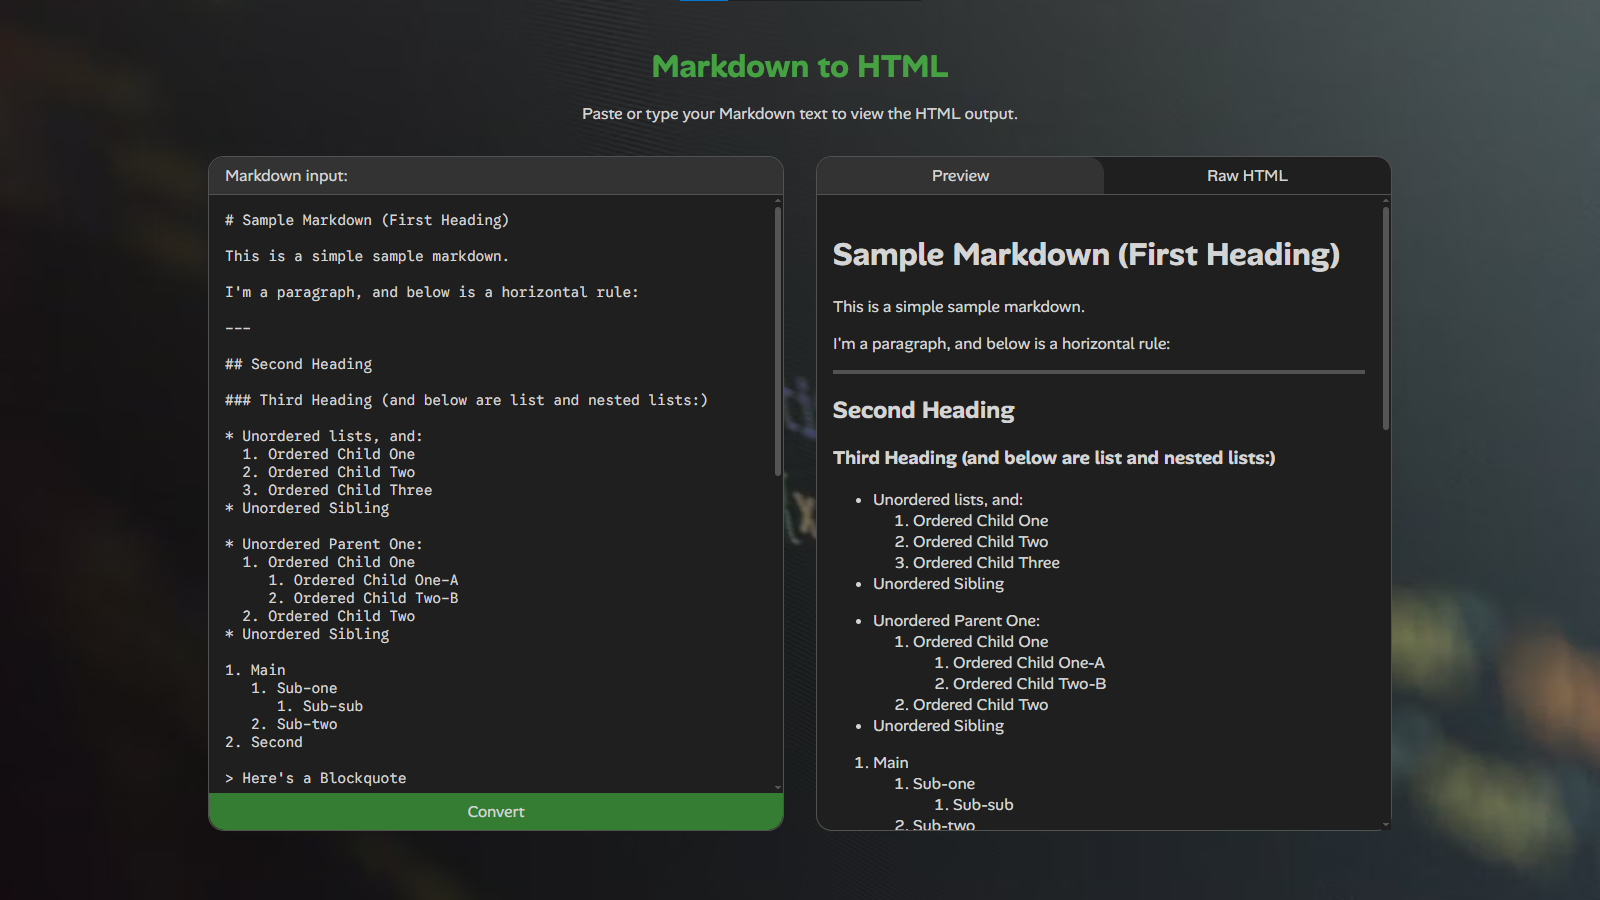 Markdown to HTML
Paste or type your Markdown text to view the HTML output.
Markdown input:
# Sample Markdown (First Heading)
This is a simple sample markdown.
I'm a paragraph, and below is a horizontal rule:
---
## Second Heading
### Third Heading (and below are list and nested lists:)
* Unordered lists, and:
1. Ordered Child One
2. Ordered Child Two
3. Ordered Child Three
* Unordered Sibling
* Unordered Parent One:
1. Ordered Child One
1. Ordered Child One-A
2. Ordered Child Two-B
2. Ordered Child Two
* Unordered Sibling
1. Main
1. Sub-one
1. Sub-sub
2. Sub-two
2. Second
> Here's a Blockquote
Convert
Preview
Raw HTML
Sample Markdown (First Heading)
This is a simple sample markdown.
I'm a paragraph, and below is a horizontal rule:
Second Heading
Third Heading (and below are list and nested lists:)
• Unordered lists, and:
1. Ordered Child One
2. Ordered Child Two
3. Ordered Child Three
• Unordered Sibling
• Unordered Parent One:
1. Ordered Child One
1. Ordered Child One-A
2. Ordered Child Two-B
2. Ordered Child Two
• Unordered Sibling
1. Main
1. Sub-one
1. Sub-sub
2. Sub-two